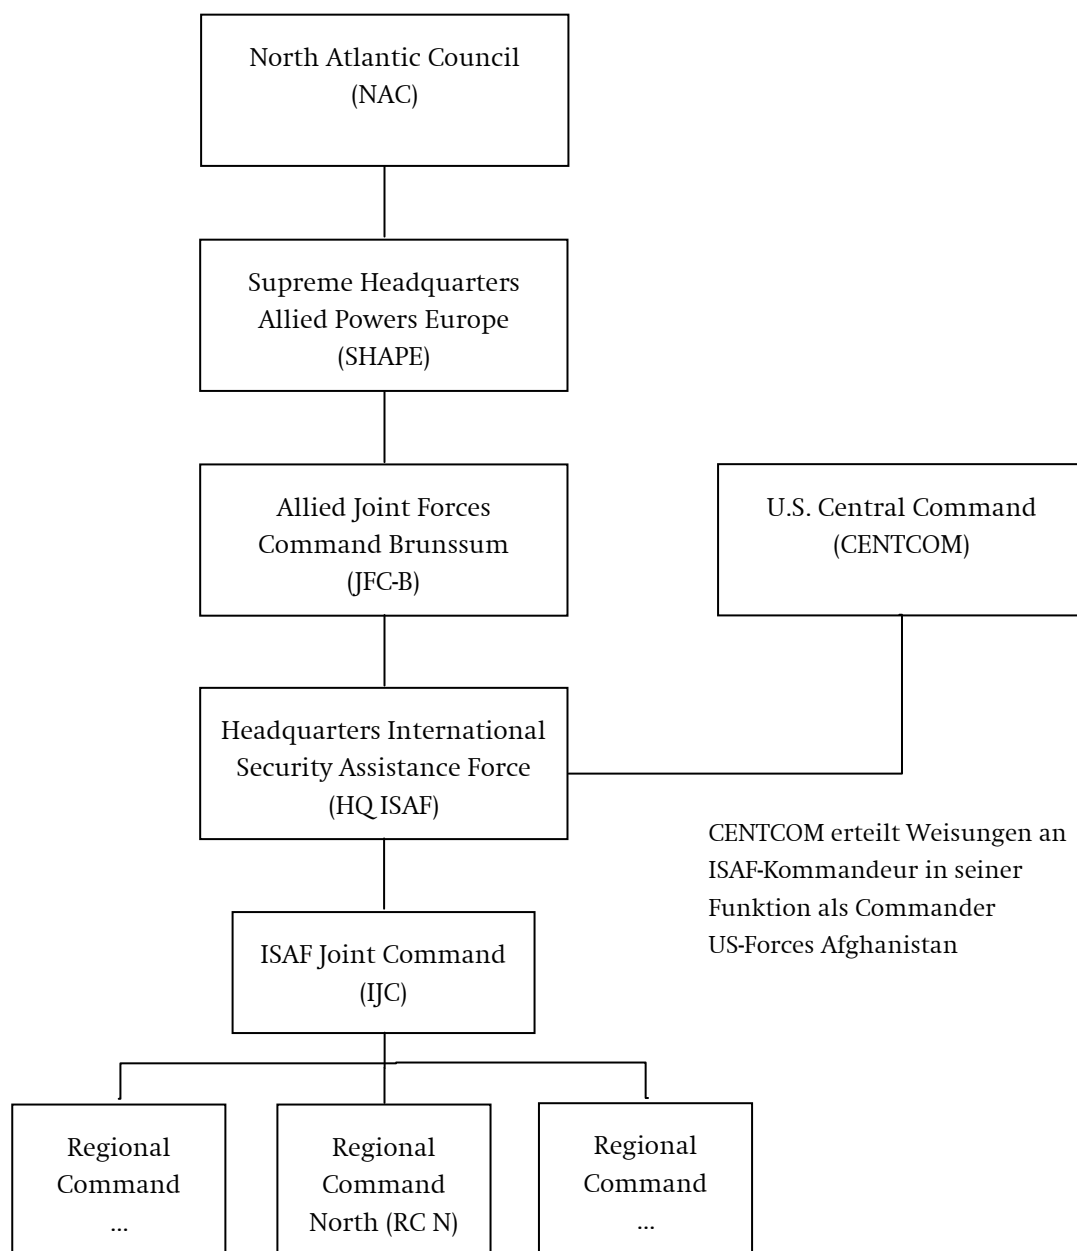 North Atlantic Council
(NAC)
Supreme Headquarters
Allied Powers Europe
(SHAPE)
Allied Joint Forces
Command Brunssum
(JFC-B)
U.S. Central Command
(CENTCOM)
Headquarters International
Security Assistance Force
(HQ ISAF)
CENTCOM erteilt Weisungen an
ISAF-Kommandeur in seiner
Funktion als Commander
US-Forces Afghanistan
ISAF Joint Command
(IJC)
Regional
Command
...
Regional
Command
North (RC N)
Regional
Command
...